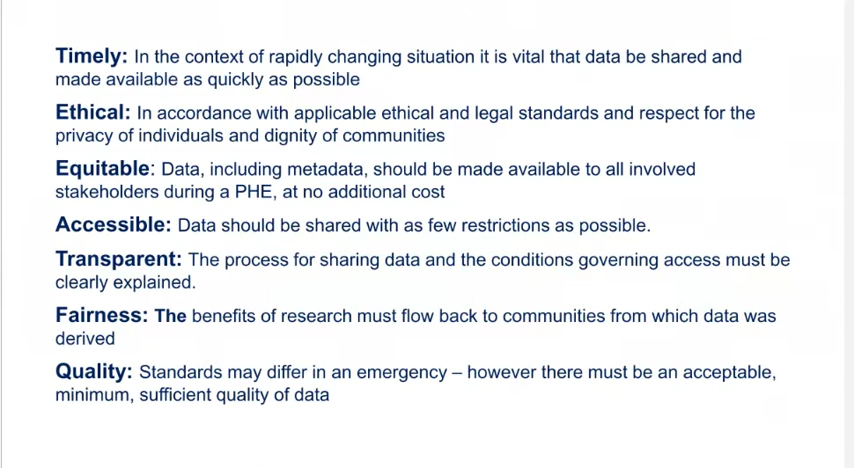 Timely: In the context of rapidly changing situation it is vital that data be shared and
made available as quickly as possible
Ethical: In accordance with applicable ethical and legal standards and respect for the
privacy of individuals and dignity of communities
Equitable: Data, including metadata, should be made available to all involved
stakeholders during a PHE, at no additional cost
Accessible: Data should be shared with as few restrictions as possible.
Transparent: The process for sharing data and the conditions governing access must be
clearly explained.
Fairness: The benefits of research must flow back to communities from which data was
derived
Quality: Standards may differ in an emergency – however there must be an acceptable,
minimum, sufficient quality of data